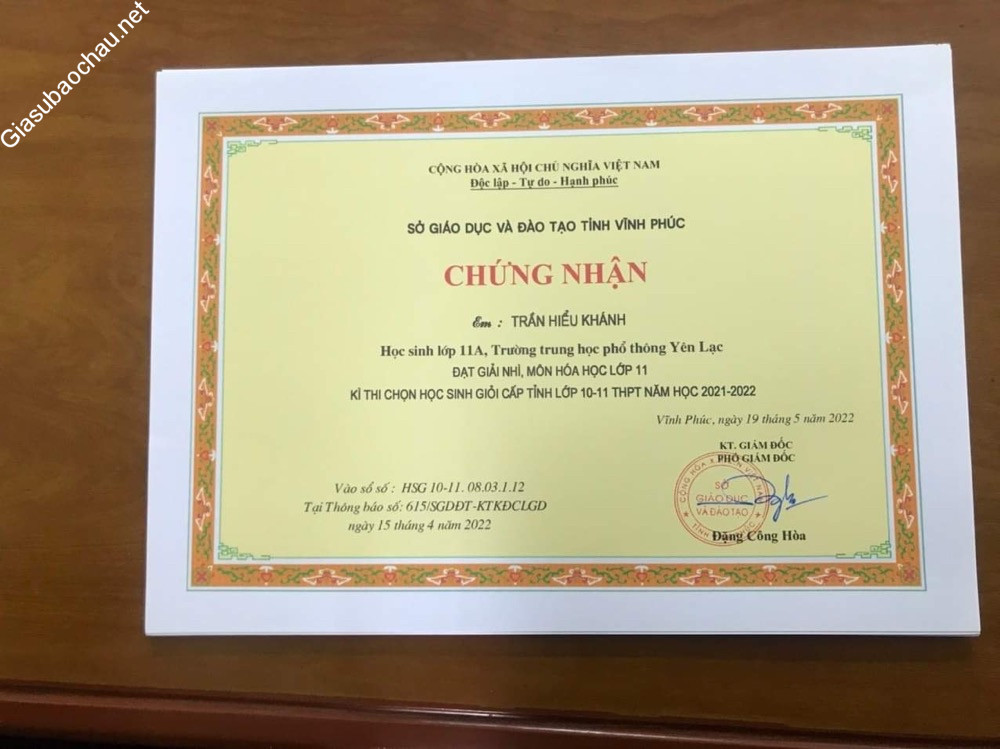 Giasubaochau.net
CỘNG HÒA XÃ HỘI CHỦ NGHĨA VIỆT NAM
Độc lập - Tự do - Hạnh phúc
SỞ GIÁO DỤC VÀ ĐÀO TẠO TỈNH VĨNH PHÚC
CHỨNG NHẬN
Em : TRẦN HIỂU KHÁNH
Học sinh lớp 11A, Trường trung học phổ thông Yên Lạc
ĐẠT GIẢI NHÌ, MÔN HÓA HỌC LỚP 11
KÌ THI CHỌN HỌC SINH GIỎI CẤP TỈNH LỚP 10-11 THPT NĂM HỌC 2021-2022
Vĩnh Phúc, ngày 19 tháng 5 năm 2022
KT. GIÁM ĐỐC
PHÓ GIÁM ĐỐC
Vào sổ số : HSG 10-11. 08.03.1.12
Tại Thông báo số: 615/SGDĐT-KTKĐCLGD
ngày 15 tháng 4 năm 2022
SỞ
GIÁO DỤC
VÀ ĐÀO TẠO
Đặng Công Hòa